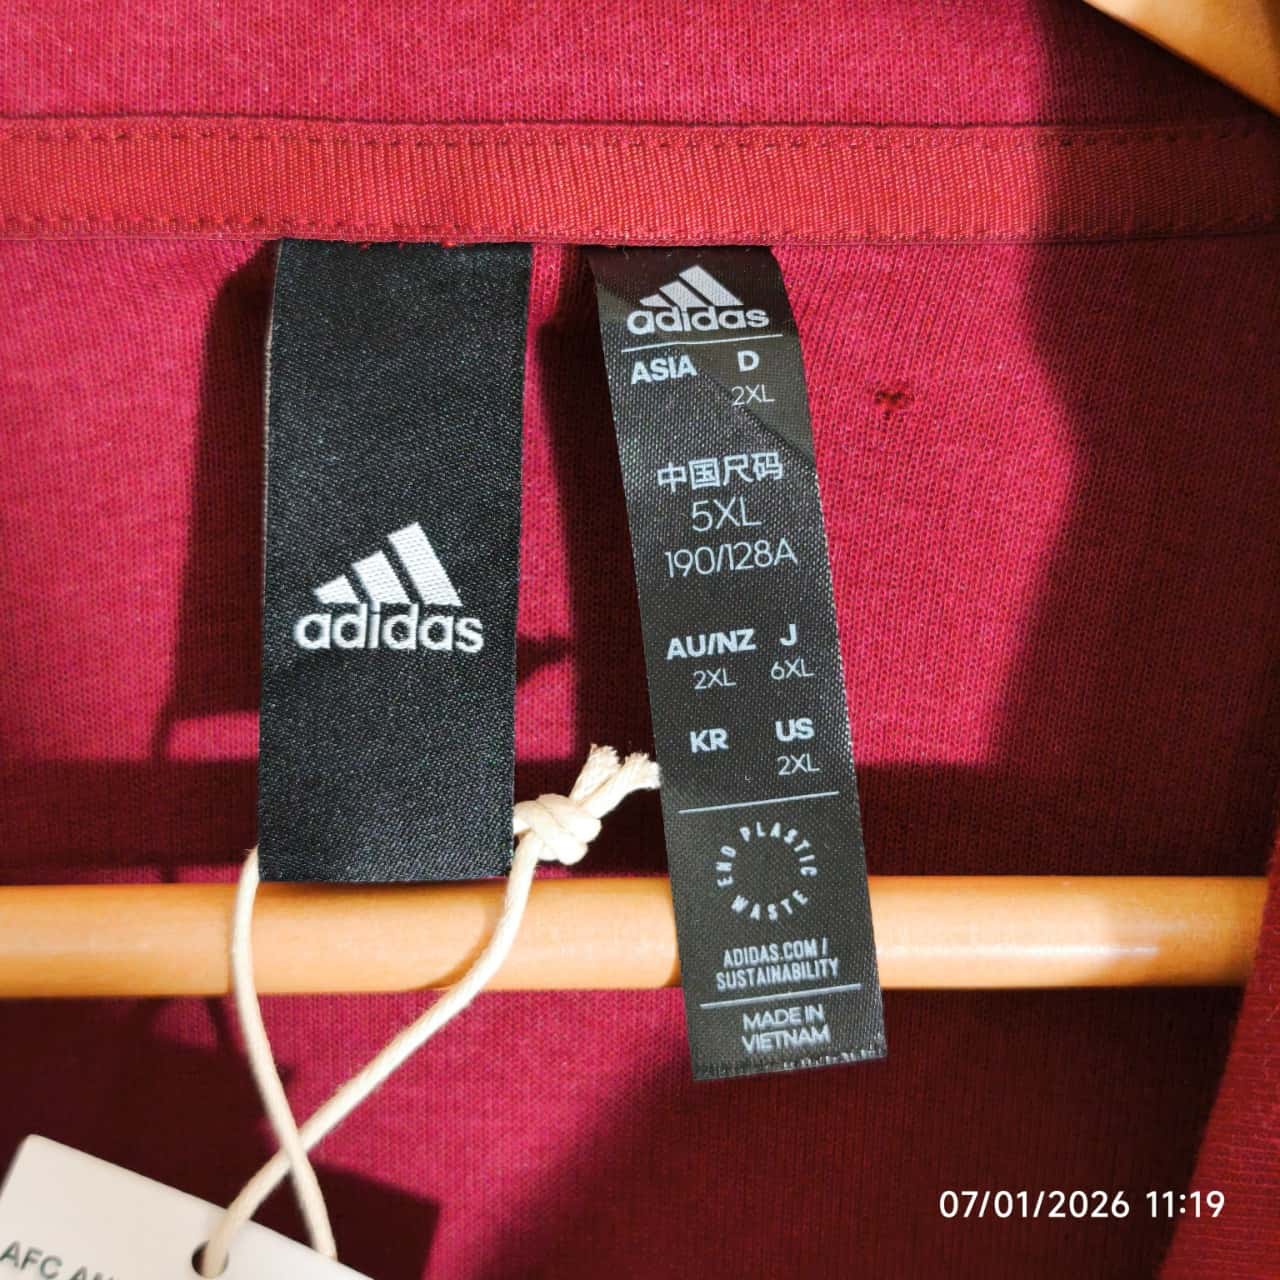 adidas
adidas
ASIA D
2XL
中国尺码
5XL
190/128A
AU/NZ J
2XL 6XL
KR US
2XL
END PLASTIC WASTE
ADIDAS.COM /
SUSTAINABILITY
MADE IN
VIETNAM
AFC
07/01/2026 11:19